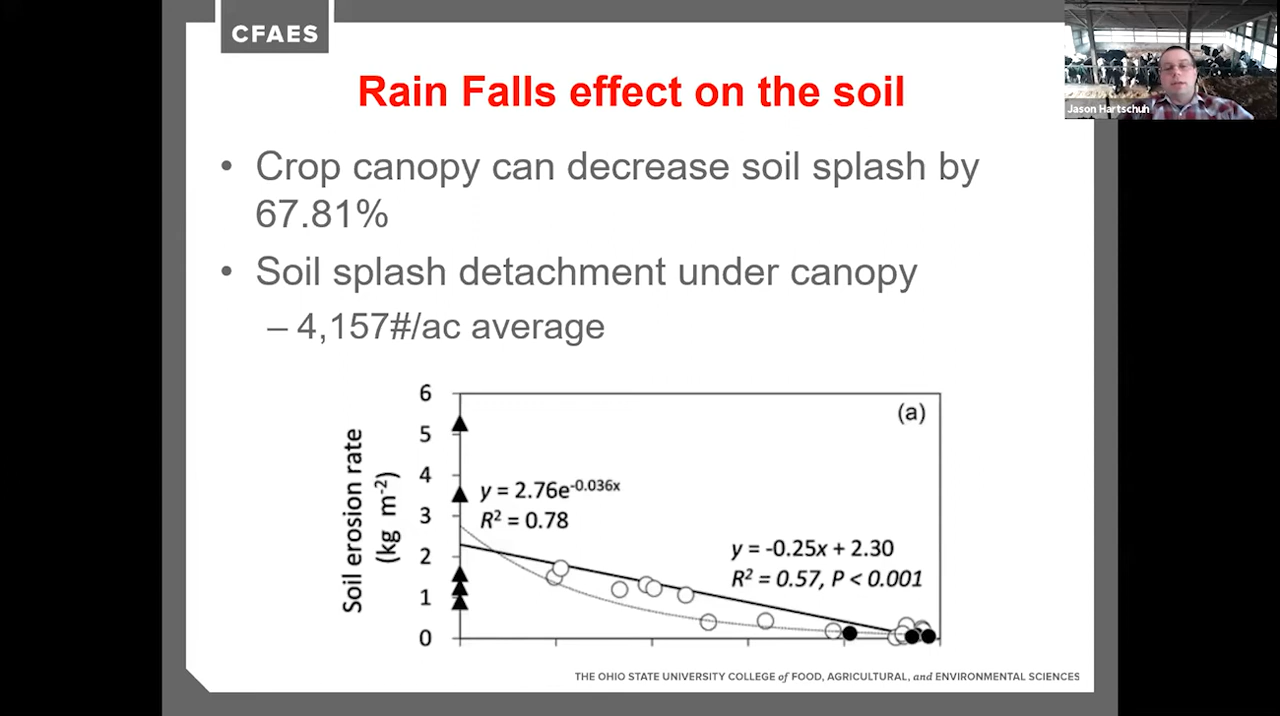 CFAES
Rain Falls effect on the soil
Jason Hartschuh
• Crop canopy can decrease soil splash by
67.81%
• Soil splash detachment under canopy
– 4,157#/ac average
Soil erosion rate
(kg m-2)
6
5
4
3
2
1
0
(a)
y = 2.76e-0.036x
R2 = 0.78
y = -0.25x + 2.30
R2 = 0.57, P < 0.001
THE OHIO STATE UNIVERSITY COLLEGE of FOOD, AGRICULTURAL, and ENVIRONMENTAL SCIENCES